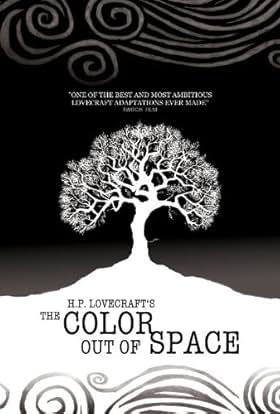 "ONE OF THE BEST AND MOST AMBITIOUS
LOVECRAFT ADAPTATIONS EVER MADE."
H.P. LOVECRAFT'S
THE COLOR
OUT OF SPACE